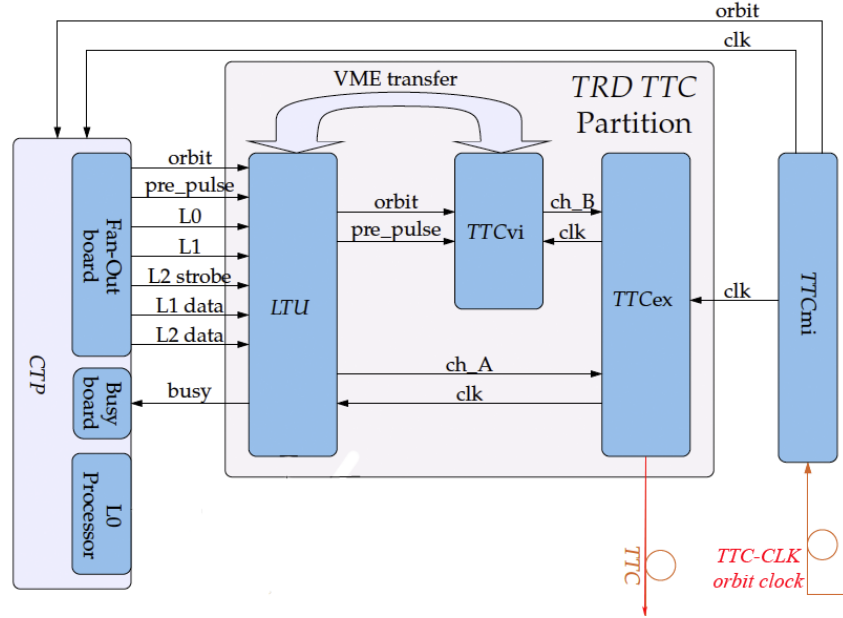 orbit
clk
VME transfer
TRD TTC
Partition
orbit
pre_pulse
L0
L1
L2 strobe
L1 data
L2 data
busy
Fan-Out
board
CTP
Busy
board
L0
Processor
LTU
orbit
pre_pulse
TTCvi
ch_B
clk
TTCex
ch_A
clk
clk
TTCmi
TTC
TTC-CLK
orbit clock